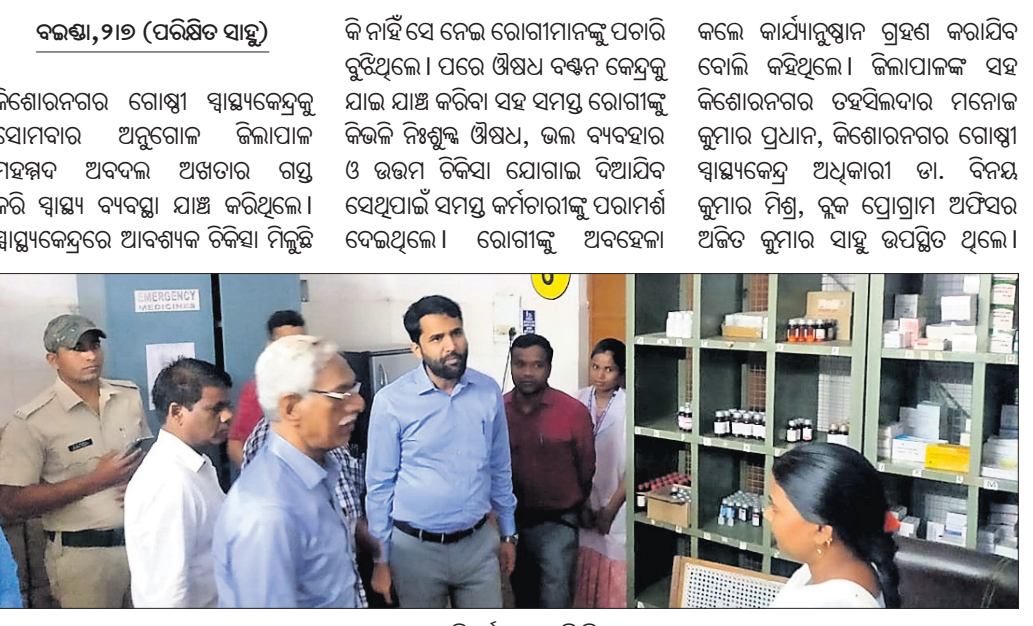 ବଇଣ୍ଡା,୨।୭ (ପରିକ୍ଷିତ ସାହୁ)
କିଶୋରନଗର ଗୋଷ୍ଠୀ ସ୍ୱାସ୍ଥ୍ୟକେନ୍ଦ୍ରକୁ
ସୋମବାର ଅନୁଗୋଳ ଜିଲାପାଳ
ମହମ୍ମଦ ଅବଦଲ ଅଖତାର ଗସ୍ତ
କରି ସ୍ୱାସ୍ଥ୍ୟ ବ୍ୟବସ୍ଥା ଯାଞ୍ଚ କରିଥିଲେ।
ସ୍ୱାସ୍ଥ୍ୟକେନ୍ଦ୍ରରେ ଆବଶ୍ୟକ ଚିକିତ୍ସା ମିଳୁଛି
କି ନାହିଁ ସେ ନେଇ ରୋଗୀମାନଙ୍କୁ ପଚାରି
ବୁଝିଥିଲେ। ପରେ ଔଷଧ ବଣ୍ଟନ କେନ୍ଦ୍ରକୁ
ଯାଇ ଯାଞ୍ଚ କରିବା ସହ ସମସ୍ତ ରୋଗୀଙ୍କୁ
କିଭଳି ନିଃଶୁଳ୍କ ଔଷଧ, ଭଲ ବ୍ୟବହାର
ଓ ଉତ୍ତମ ଚିକିତ୍ସା ଯୋଗାଇ ଦିଆଯିବ
ସେଥିପାଇଁ ସମସ୍ତ କର୍ମଚାରୀଙ୍କୁ ପରାମର୍ଶ
ଦେଇଥିଲେ। ରୋଗୀଙ୍କୁ ଅବହେଳା
କଲେ କାର୍ଯ୍ୟାନୁଷ୍ଠାନ ଗ୍ରହଣ କରାଯିବ
ବୋଲି କହିଥିଲେ। ଜିଲାପାଳଙ୍କ ସହ
କିଶୋରନଗର ତହସିଲଦାର ମନୋଜ
କୁମାର ପ୍ରଧାନ, କିଶୋରନଗର ଗୋଷ୍ଠୀ
ସ୍ୱାସ୍ଥ୍ୟକେନ୍ଦ୍ର ଅଧିକାରୀ ଡା. ବିନୟ
କୁମାର ମିଶ୍ର, ବ୍ଲକ ପ୍ରୋଗ୍ରାମ ଅଫିସର
ଅଜିତ କୁମାର ସାହୁ ଉପସ୍ଥିତ ଥିଲେ।
EMERGENCY
MEDICINES